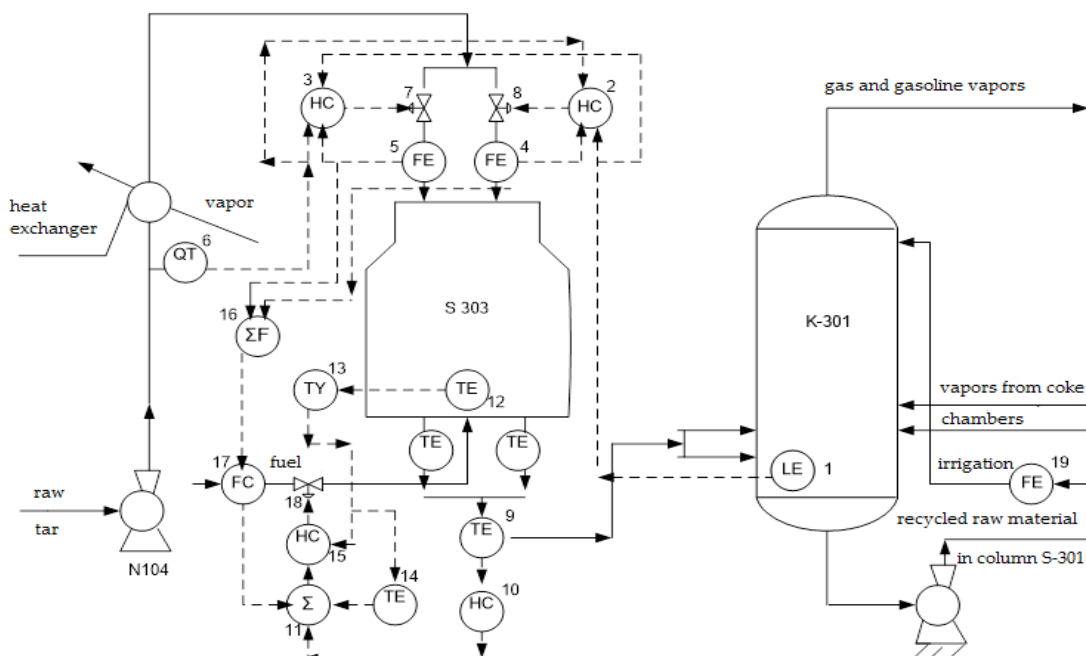 gas and gasoline vapors
3
HC
7
8
2
HC
5
FE
FE
4
heat
exchanger
vapor
QT
6
S 303
K-301
16
ΣF
13
TY
TE
12
vapors from coke
chambers
TE
TE
17
FC
fuel
18
LE
1
irrigation
19
FE
raw
tar
recycled raw material
in column S-301
N104
HC
15
TE
9
14
TE
HC
10
Σ
11